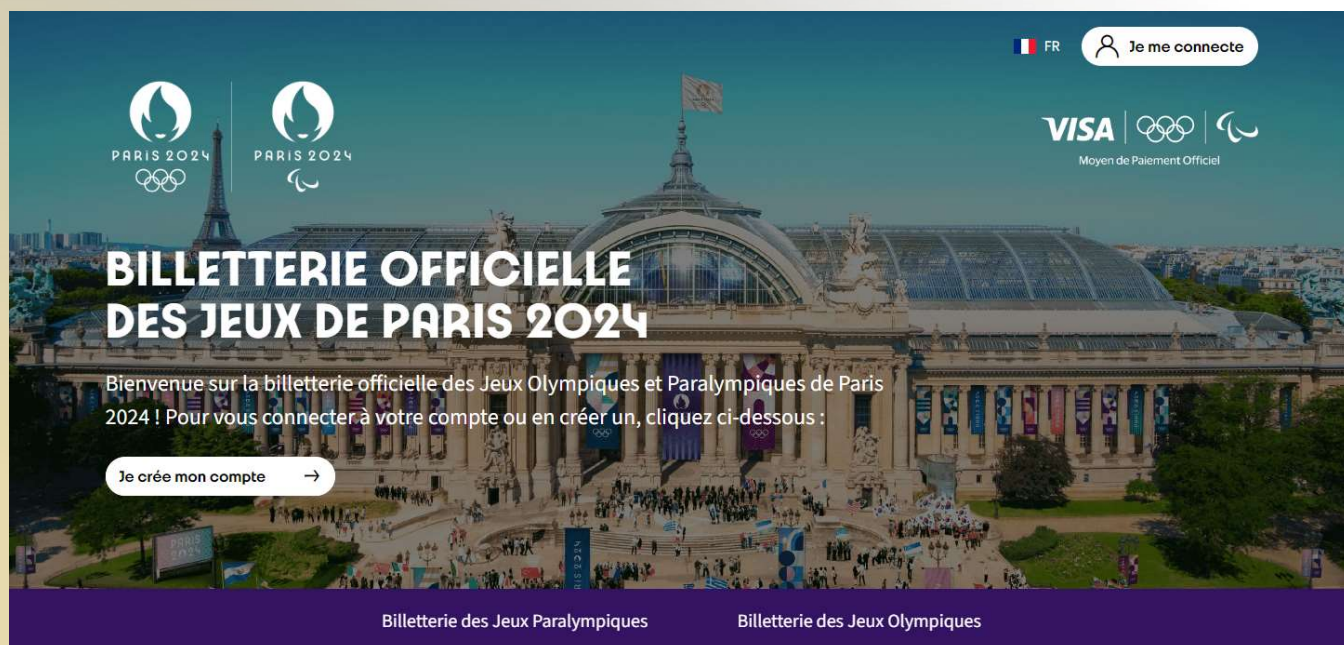 FR
Je me connecte
PARIS 2024
PARIS 2024
VISA
Moyen de Paiement Officiel
BILLETTERIE OFFICIELLE
DES JEUX DE PARIS 2024
Bienvenue sur la billetterie officielle des Jeux Olympiques et Paralympiques de Paris
2024 ! Pour vous connecter à votre compte ou en créer un, cliquez ci-dessous :
Je crée mon compte →
PARIS
2024
Billetterie des Jeux Paralympiques
Billetterie des Jeux Olympiques